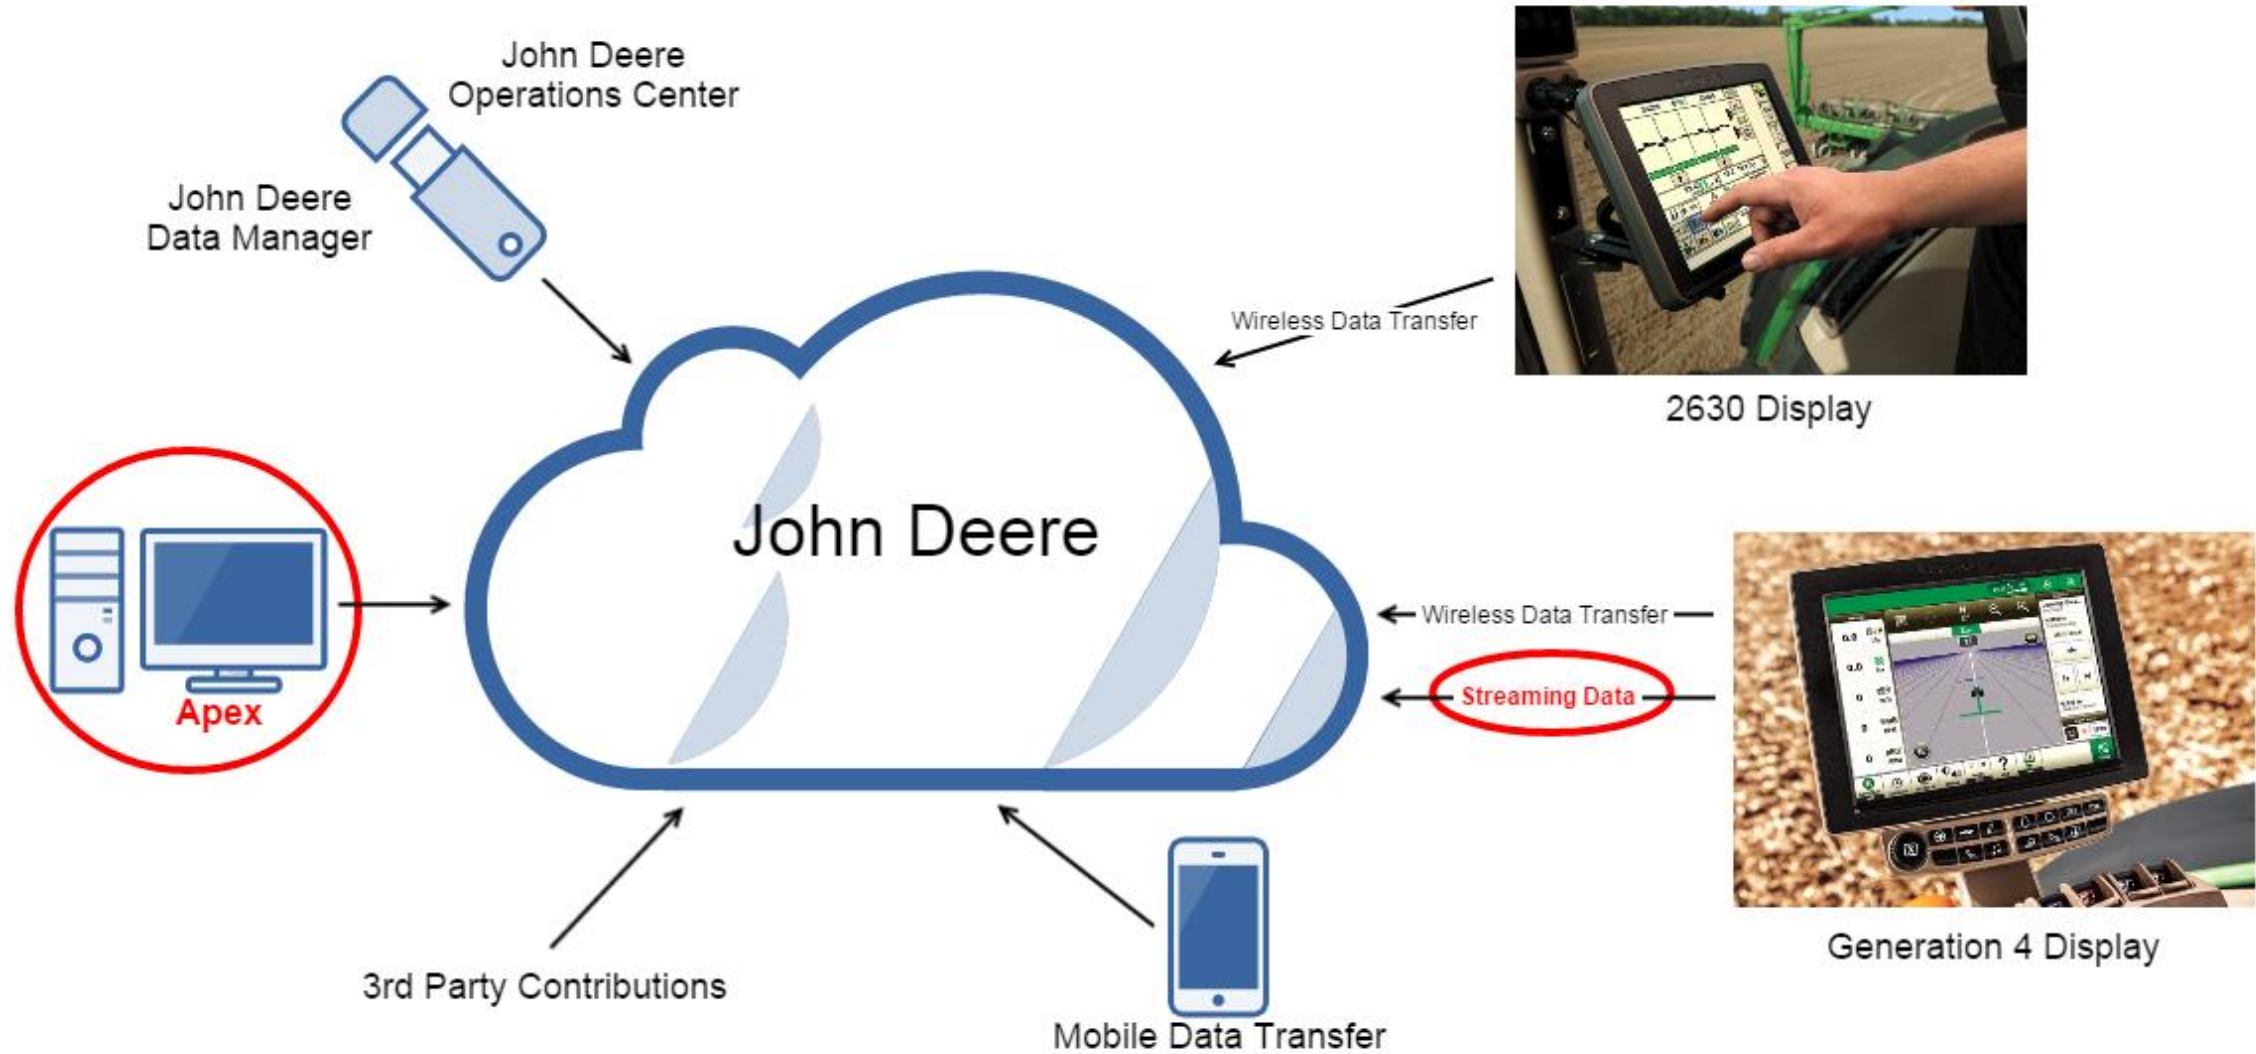 John Deere
Operations Center
John Deere
Data Manager
Wireless Data Transfer
2630 Display
John Deere
Apex
Wireless Data Transfer
Streaming Data
Generation 4 Display
3rd Party Contributions
Mobile Data Transfer